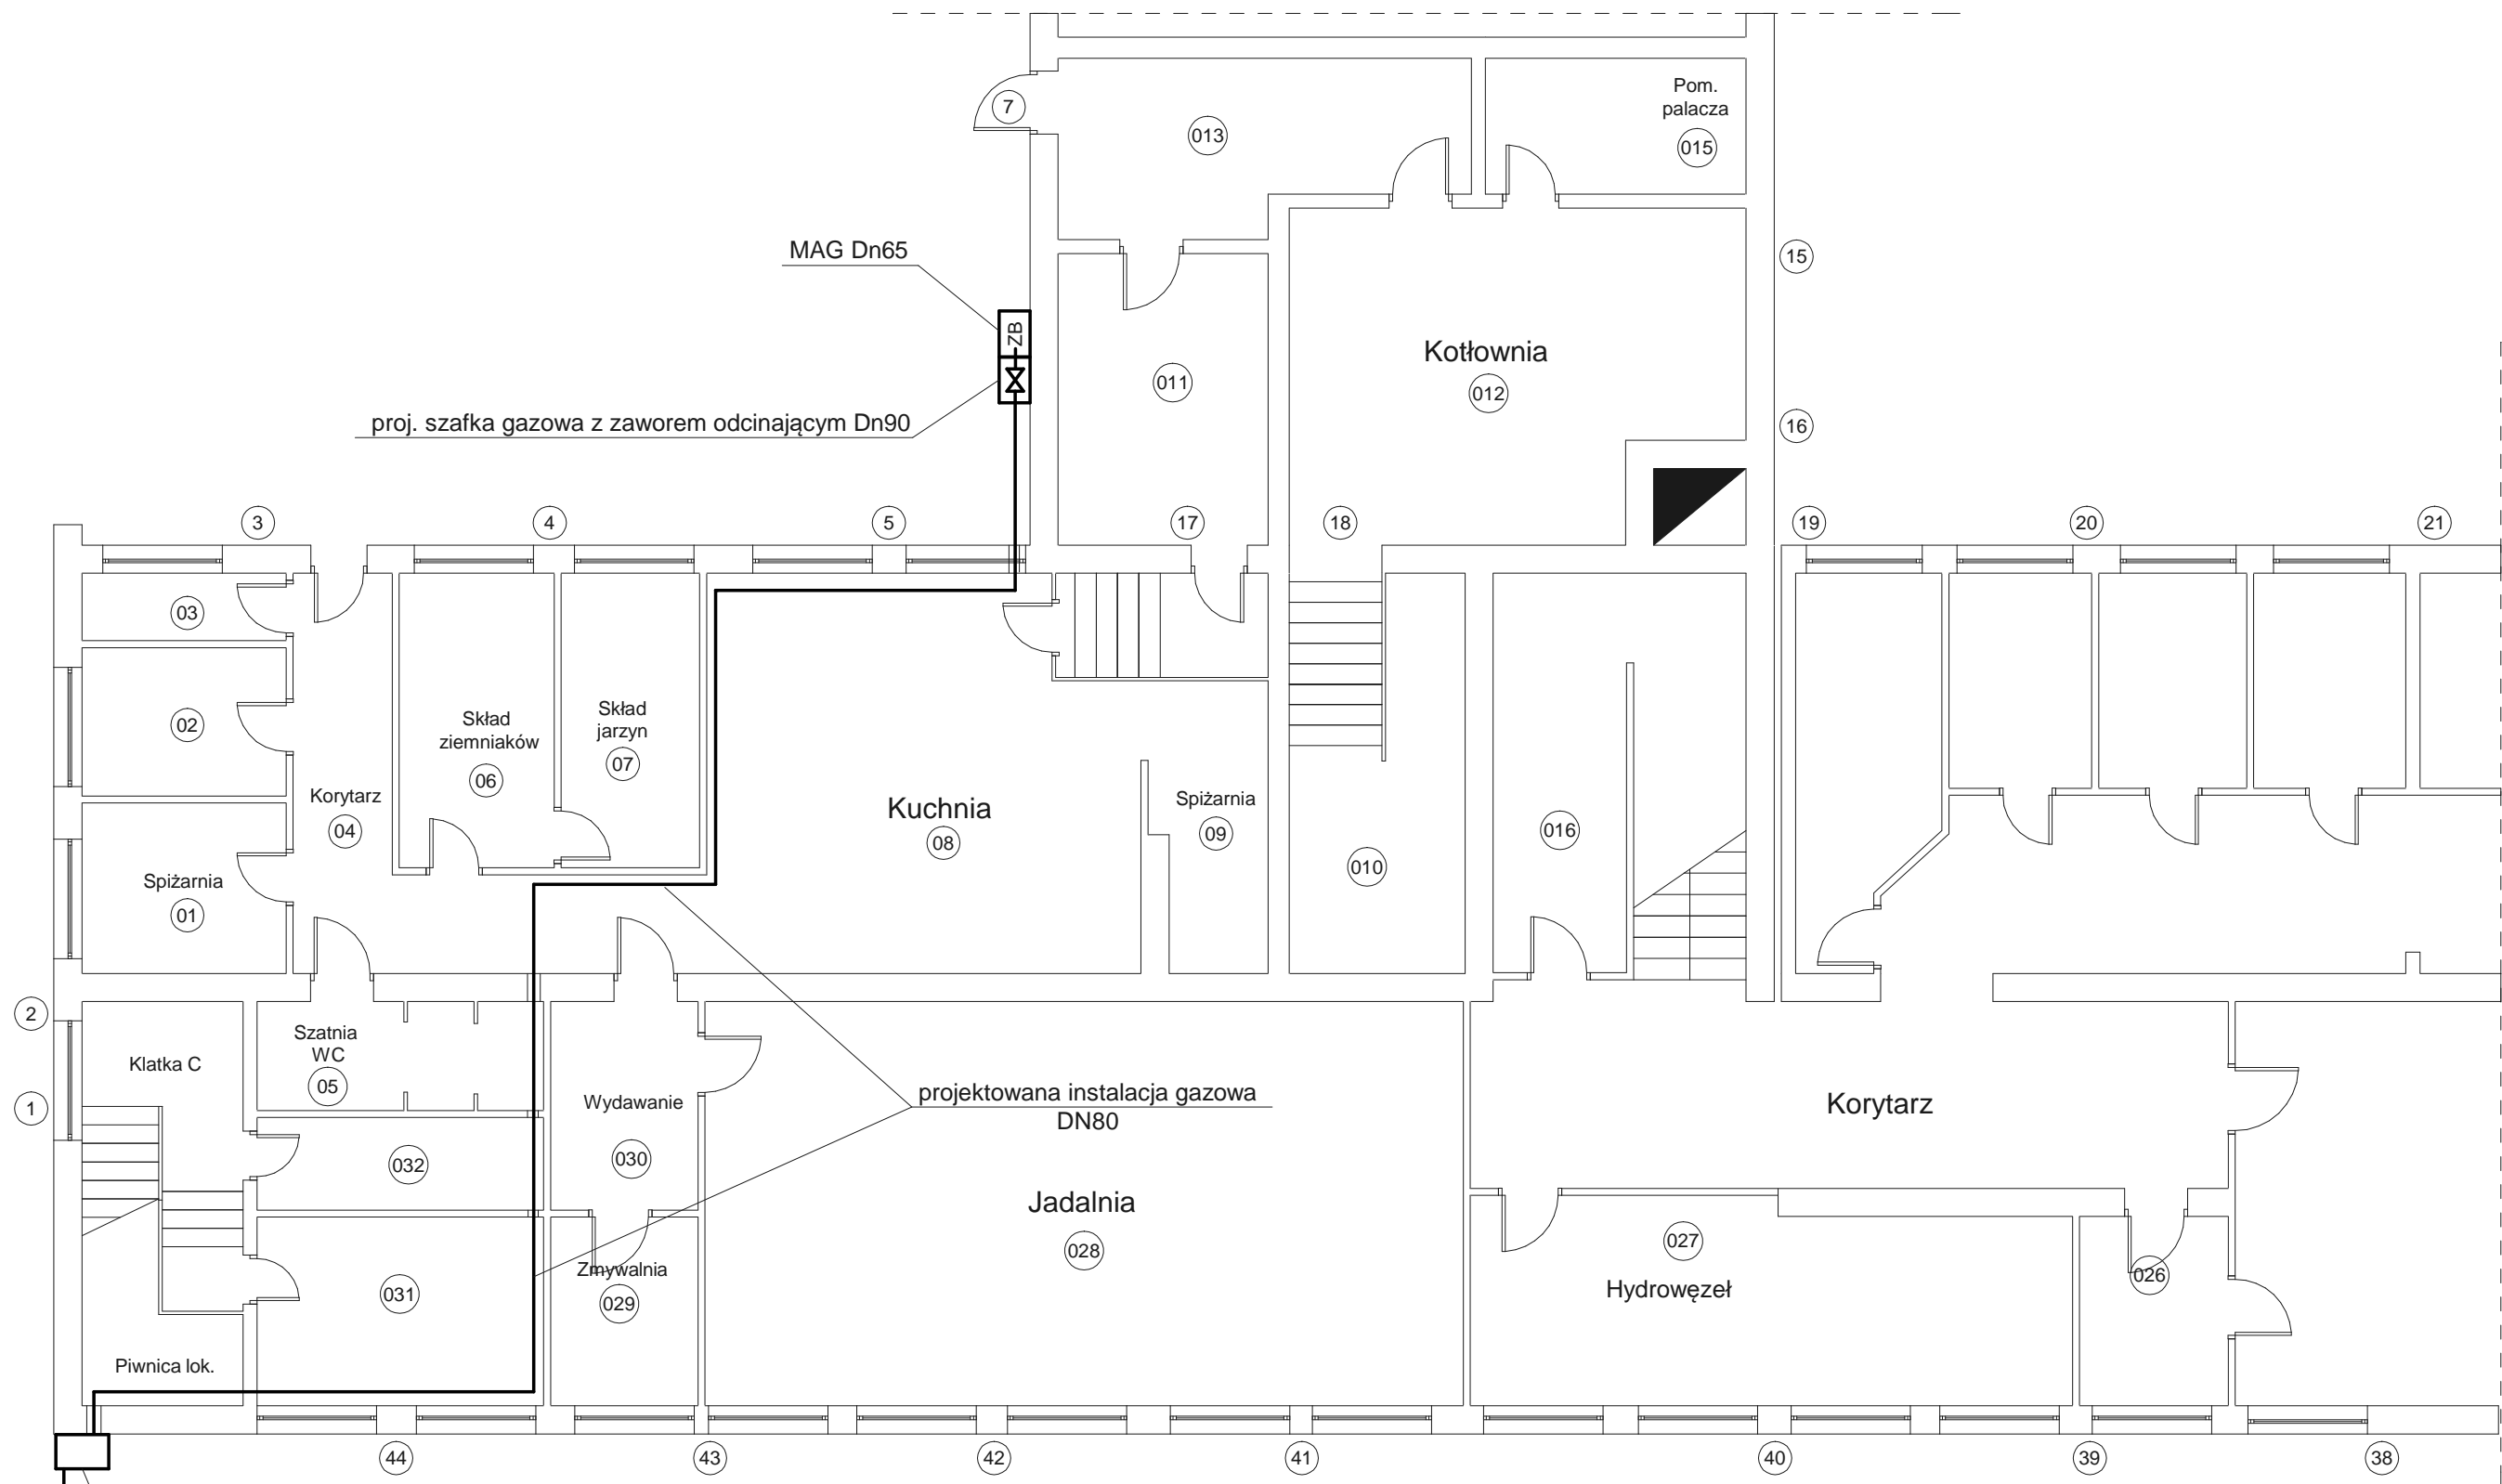 7
013
Pom.
palacza
015
MAG Dn65
15
ZB
Kotłownia
011
012
proj. szafka gazowa z zaworem odcinającym Dn90
16
3
4
5
17
18
19
20
21
03
02
Skład
ziemniaków
06
Skład
jarzyn
07
Korytarz
04
Kuchnia
08
Spiżarnia
09
016
010
Spiżarnia
01
2
Klatka C
Szatnia
WC
05
1
Wydawanie
projektowana instalacja gazowa
DN80
Korytarz
032
030
Jadalnia
028
027
Hydrowęzeł
026
031
Zmywalnia
029
Piwnica lok.
44
43
42
41
40
39
38